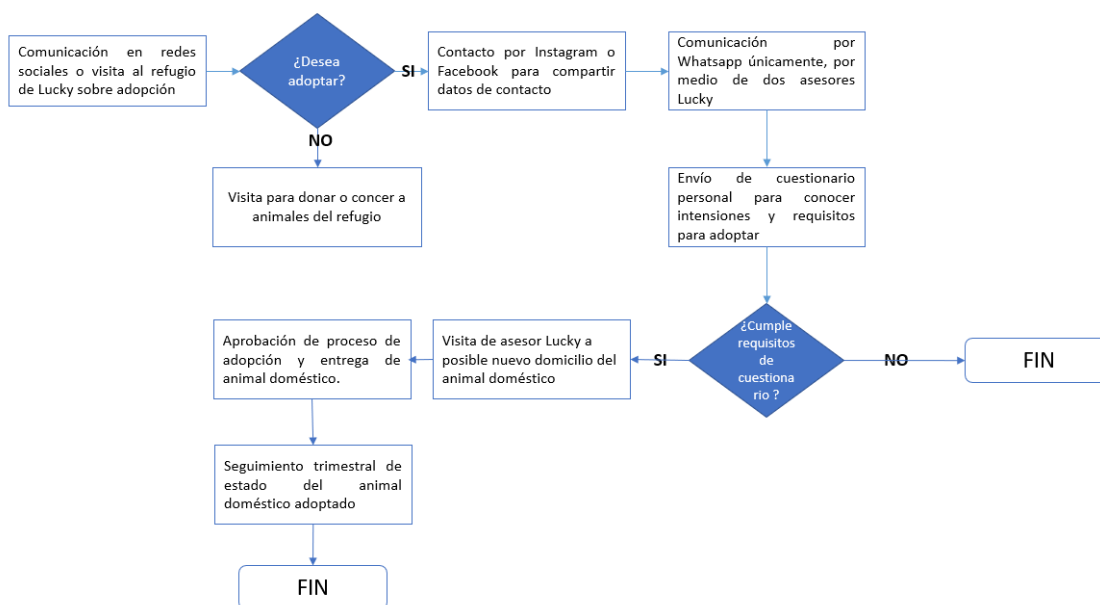 Comunicación en redes
sociales o visita al refugio
de Lucky sobre adopción
¿Desea
adoptar?
SI
Contacto por Instagram o
Facebook para compartir
datos de contacto
Comunicación por
Whatsapp únicamente, por
medio de dos asesores
Lucky
NO
Visita para donar o concer a
animales del refugio
Envío de cuestionario
personal para conocer
intensiones y requisitos
para adoptar
¿Cumple
requisitos
de
cuestiona
rio ?
NO
FIN
SI
Visita de asesor Lucky a
posible nuevo domicilio del
animal doméstico
Aprobación de proceso de
adopción y entrega de
animal doméstico.
Seguimiento trimestral de
estado del animal
doméstico adoptado
FIN